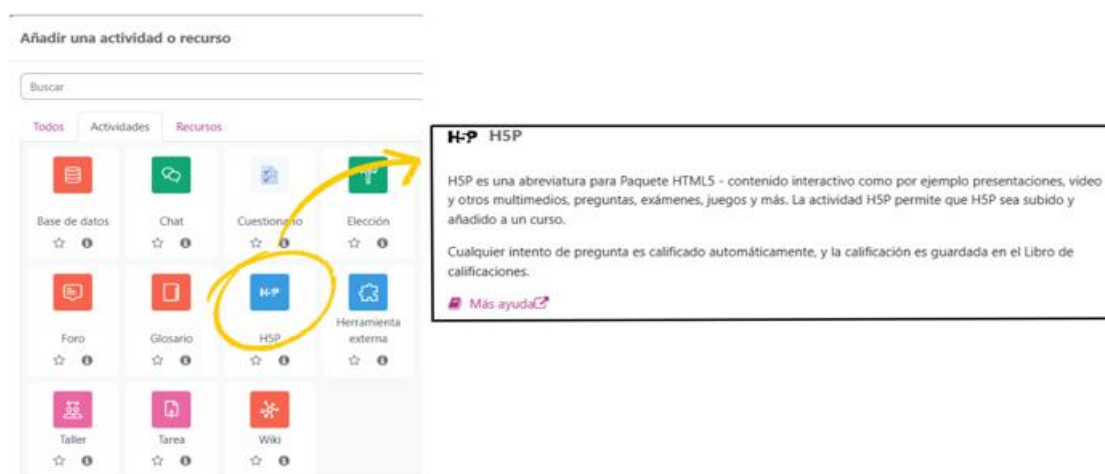 Añadir una actividad o recurso
Buscar
Todos Actividades Recursos
Base de datos Chat Cuestionario Elección
H5P
Foro Glosario H5P Herramienta externa
Taller Tarea Wiki
H5P H5P
H5P es una abreviatura para Paquete HTML5 - contenido interactivo como por ejemplo presentaciones, video
y otros multimedios, preguntas, exámenes, juegos y más. La actividad H5P permite que H5P sea subido y
añadido a un curso.
Cualquier intento de pregunta es calificado automáticamente, y la calificación es guardada en el Libro de
calificaciones.
Más ayuda